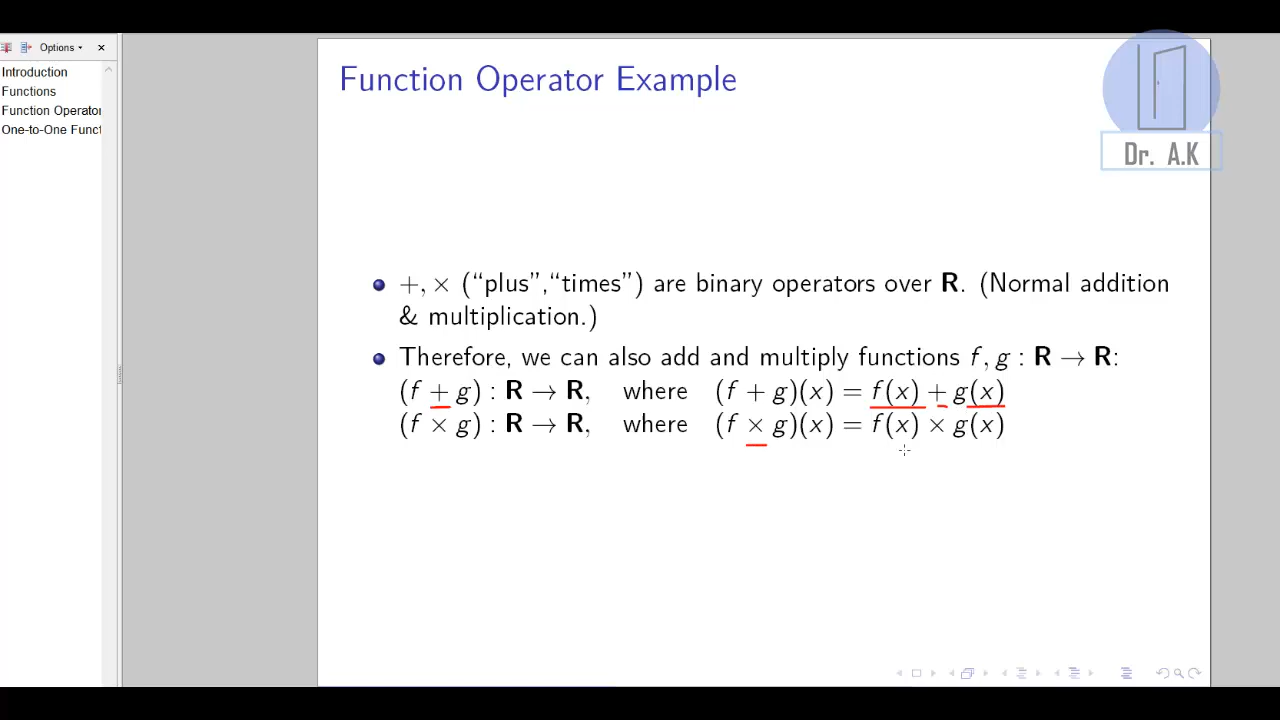 Options
Introduction
Functions
Function Operator
One-to-One Funct
Function Operator Example
Dr. A.K
+, × (“plus”,“times”) are binary operators over R. (Normal addition
& multiplication.)
Therefore, we can also add and multiply functions f, g : R → R:
(f + g) : R → R, where (f + g)(x) = f(x) + g(x)
(f × g) : R → R, where (f × g)(x) = f(x) × g(x)